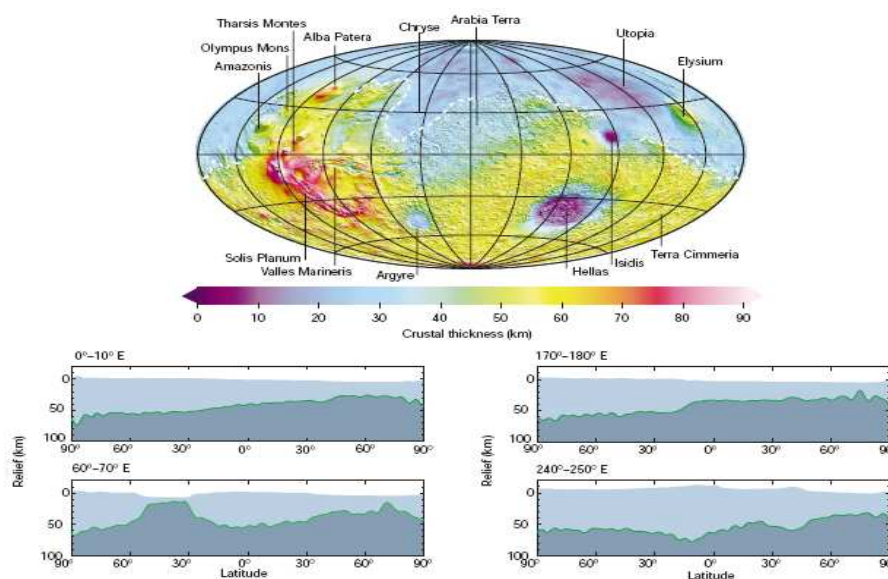 Tharsis Montes
Olympus Mons
Amazonis
Alba Patera
Chryse
Arabia Terra
Utopia
Elysium
Solis Planum
Valles Marineris
Argyre
Hellas
Isidis
Terra Cimmeria
0 10 20 30 40 50 60 70 80 90
Crustal thickness (km)
0°–10° E
0
50
100
90° 60° 30° 0° 30° 60° 90°
60°–70° E
0
50
100
90° 60° 30° 0° 30° 60° 90°
Relief (km)
Latitude
170°–180° E
0
50
100
90° 60° 30° 0° 30° 60° 90°
240°–250° E
0
50
100
90° 60° 30° 0° 30° 60° 90°
Relief (km)
Latitude